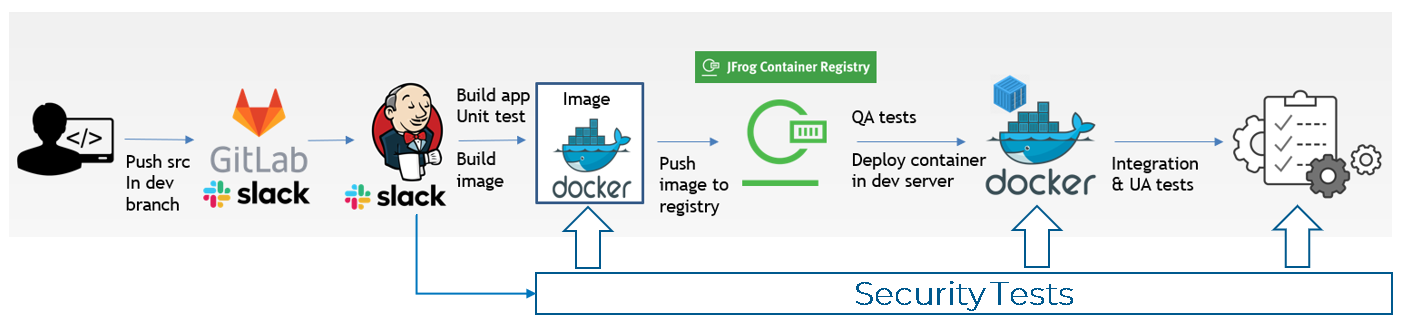 </>
Push src
In dev
branch
GitLab
slack
slack
Build app
Unit test
Build
image
Image
docker
Push
image to
registry
JFrog Container Registry
QA tests
Deploy container
in dev server
docker
Integration
& UA tests
Security Tests